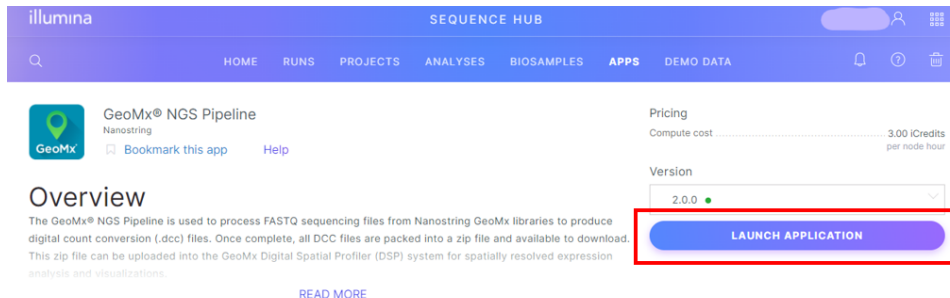 illumina
SEQUENCE HUB
HOME RUNS PROJECTS ANALYSES BIOSAMPLES APPS DEMO DATA
GeoMx® NGS Pipeline
Nanostring
GeoMx
Bookmark this app Help
Overview
The GeoMx® NGS Pipeline is used to process FASTQ sequencing files from Nanostring GeoMx libraries to produce
digital count conversion (.dcc) files. Once complete, all DCC files are packed into a zip file and available to download.
This zip file can be uploaded into the GeoMx Digital Spatial Profiler (DSP) system for spatially resolved expression
analysis and visualizations.
READ MORE
Pricing
Compute cost 3.00 iCredits
per node hour
Version
2.0.0
LAUNCH APPLICATION